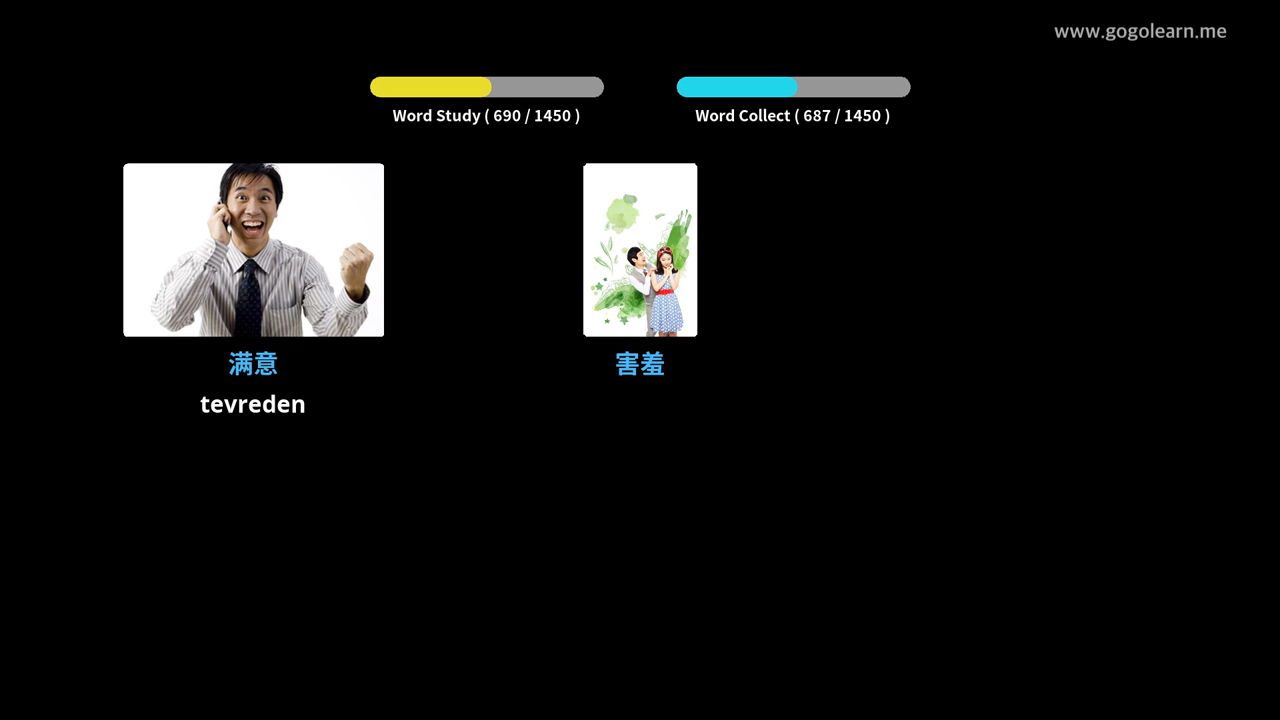 www.gogolearn.me
Word Study ( 690 / 1450 )
Word Collect ( 687 / 1450 )
满意
害羞
tevreden